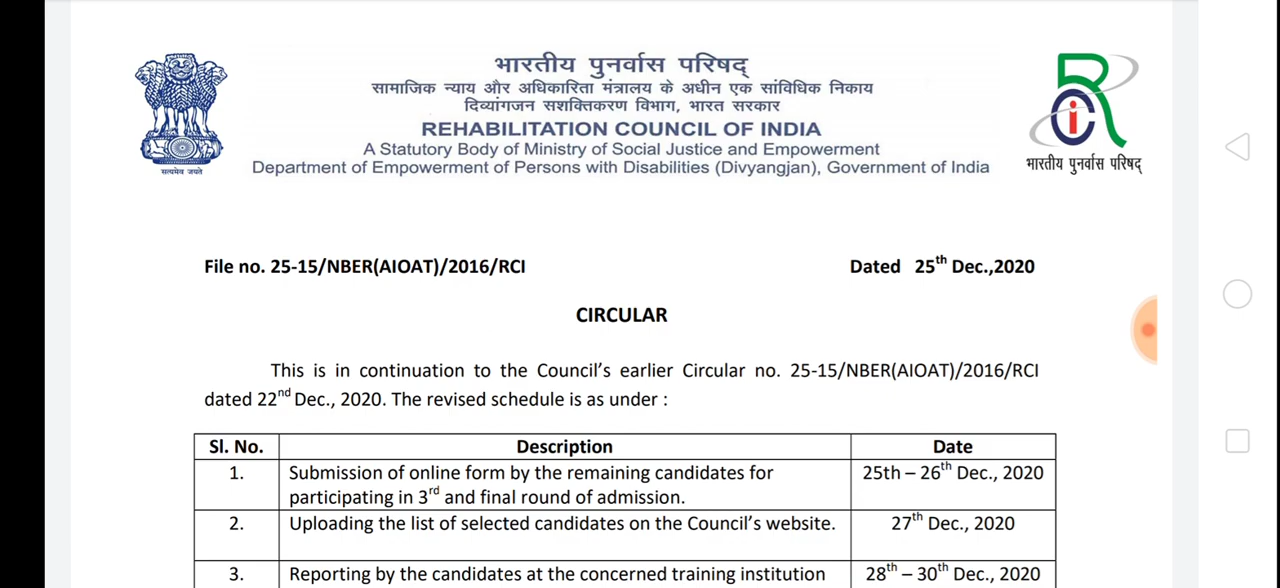 भारतीय पुनर्वास परिषद्
सामाजिक न्याय और अधिकारिता मंत्रालय के अधीन एक सांविधिक निकाय
दिव्यांगजन सशक्तिकरण विभाग, भारत सरकार
REHABILITATION COUNCIL OF INDIA
A Statutory Body of Ministry of Social Justice and Empowerment
Department of Empowerment of Persons with Disabilities (Divyangjan), Government of India
सत्यमेव जयते
RCi
भारतीय पुनर्वास परिषद्
File no. 25-15/NBER(AIOAT)/2016/RCI Dated 25th Dec.,2020
CIRCULAR
This is in continuation to the Council's earlier Circular no. 25-15/NBER(AIOAT)/2016/RCI
dated 22nd Dec., 2020. The revised schedule is as under :
Sl. No. Description Date
1. Submission of online form by the remaining candidates for 25th – 26th Dec., 2020
participating in 3rd and final round of admission.
2. Uploading the list of selected candidates on the Council's website. 27th Dec., 2020
3. Reporting by the candidates at the concerned training institution 28th – 30th Dec., 2020